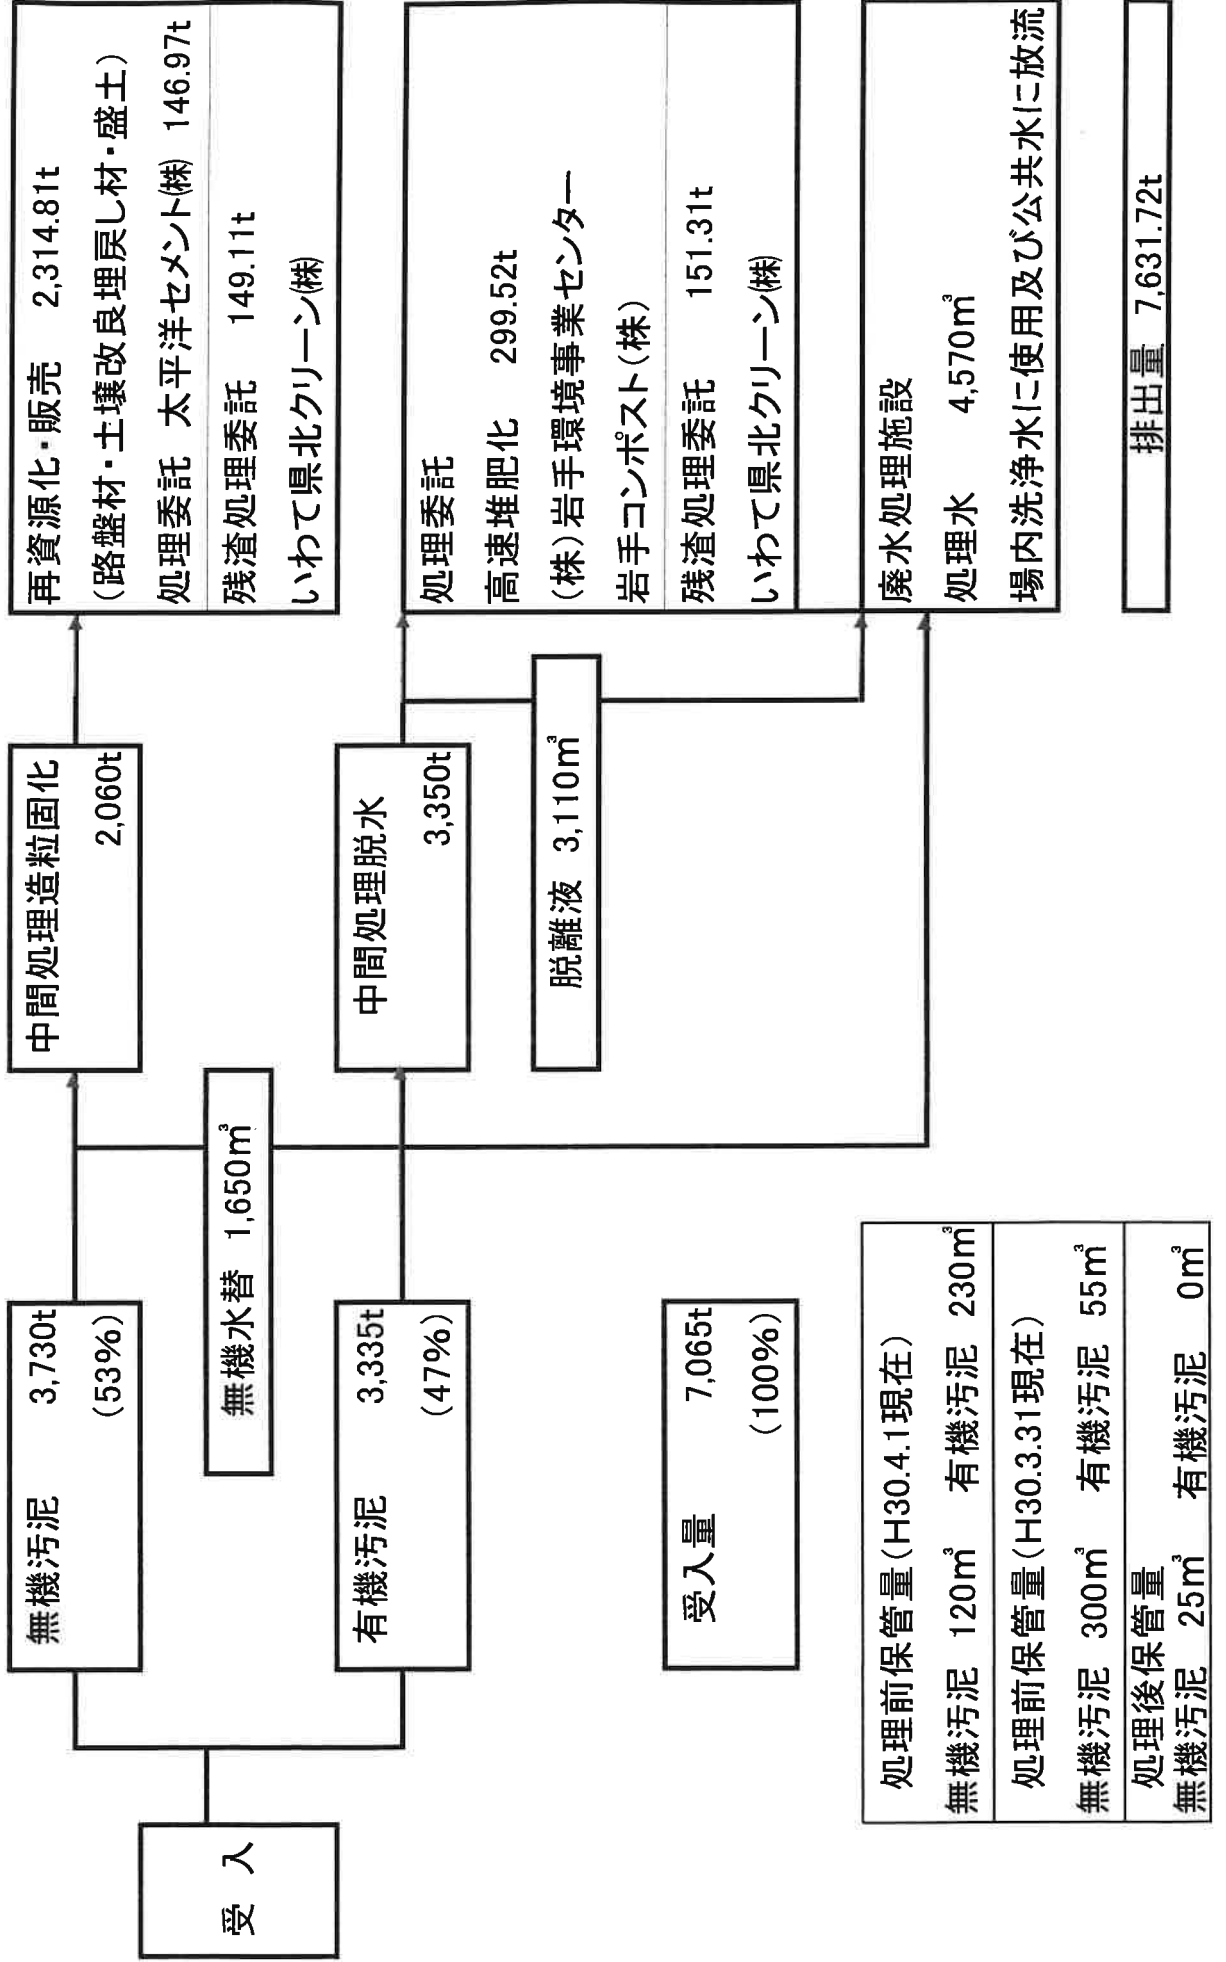 受　入
無機汚泥　3,730t
(53%)
無機水替　1,650㎥
有機汚泥　3,335t
(47%)
受入量　7,065t
(100%)
中間処理造粒固化
2,060t
中間処理脱水
3,350t
脱離液　3,110㎥
再資源化・販売　2,314.81t
(路盤材・土壌改良埋戻し材・盛土)
処理委託　太平洋セメント㈱　146.97t
残渣処理委託　149.11t
いわて県北クリーン㈱
処理委託
高速堆肥化　299.52t
(株)岩手環境事業センター
岩手コンポスト(株)
残渣処理委託　151.31t
いわて県北クリーン㈱
廃水処理施設
処理水　4,570㎥
場内洗浄水に使用及び公共水に放流
排出量　7,631.72t
処理前保管量(H30.4.1現在)
無機汚泥　120㎥　有機汚泥　230㎥
処理前保管量(H30.3.31現在)
無機汚泥　300㎥　有機汚泥　55㎥
処理後保管量
無機汚泥　25㎥　有機汚泥　0㎥